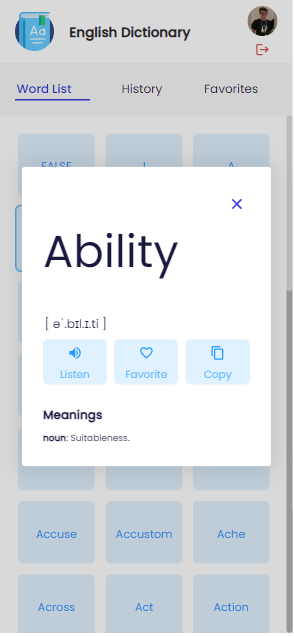 Aa
English Dictionary
Word List History Favorites
FALSE I A
Ability
[ əˈ.bɪl.ɪ.ti ]
Listen Favorite Copy
Meanings
noun: Suitableness.
Accuse Accustom Ache
Across Act Action